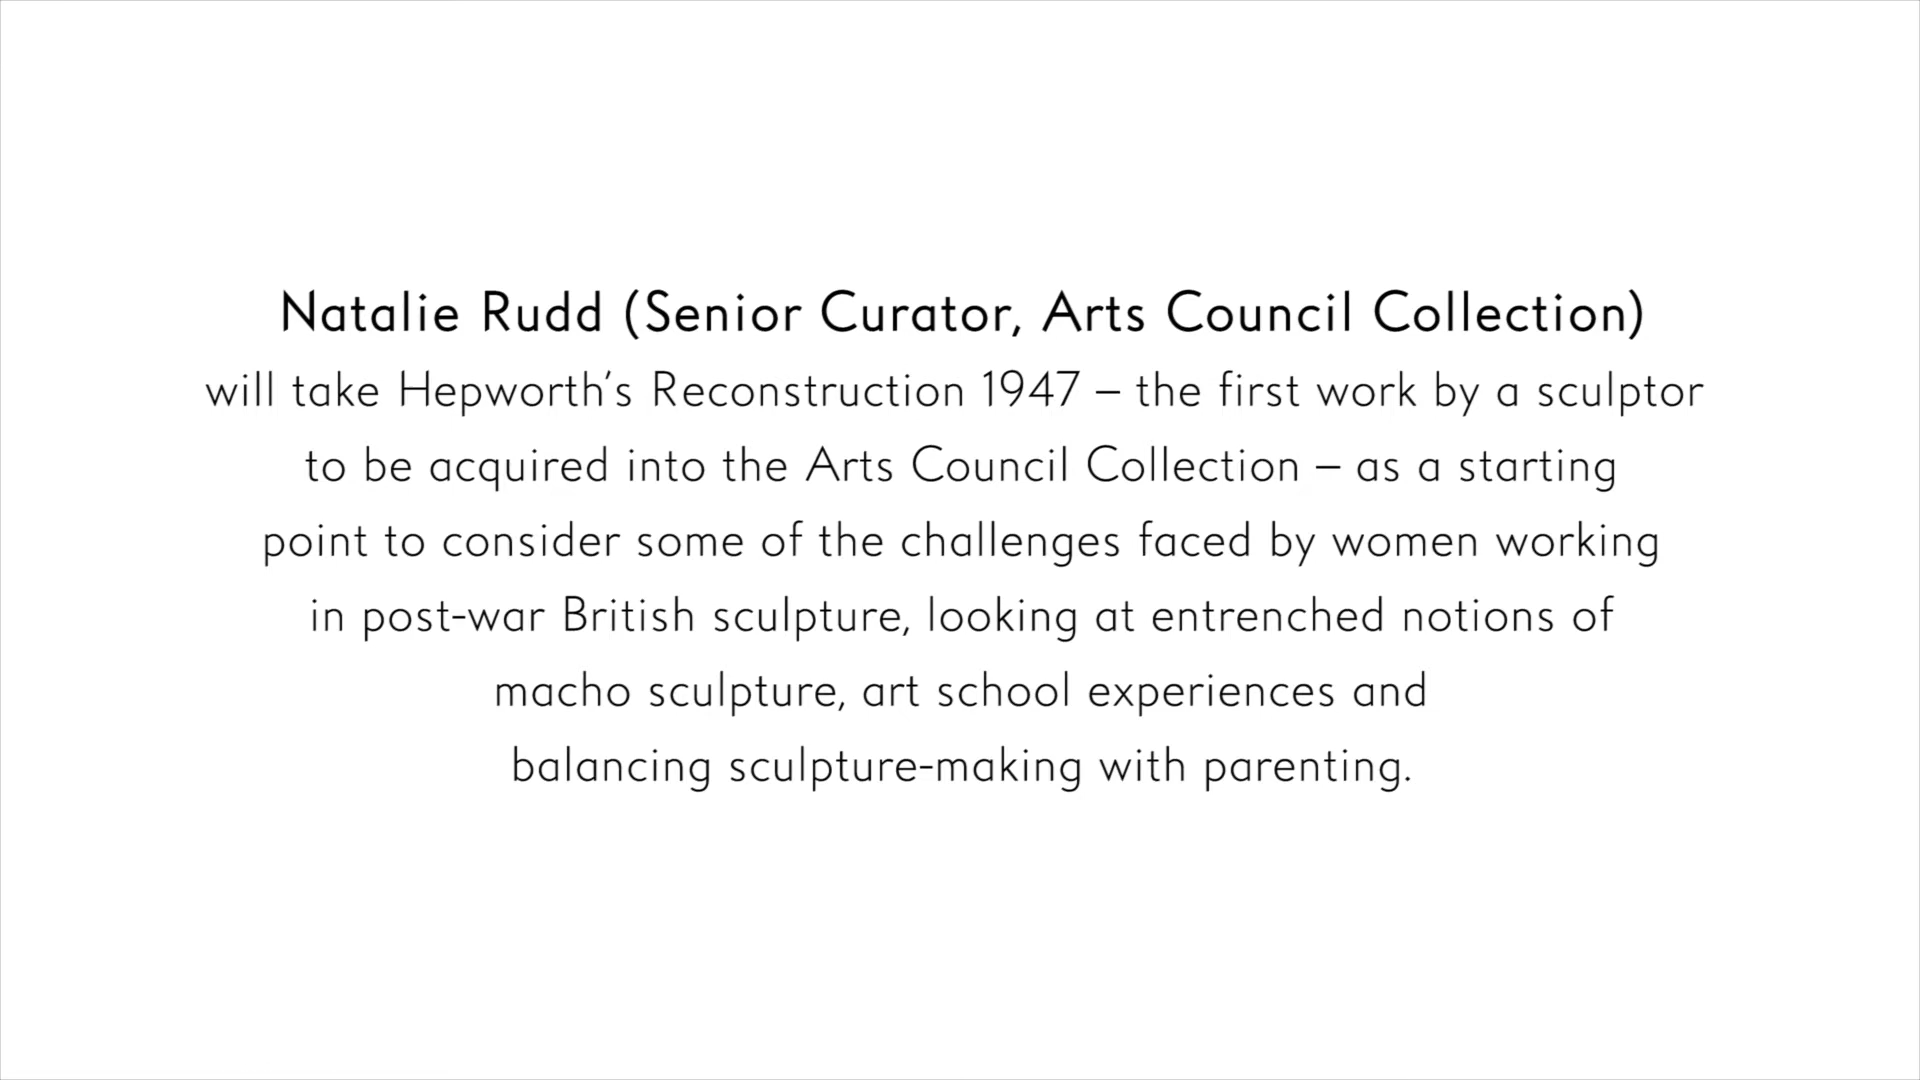 Natalie Rudd (Senior Curator, Arts Council Collection)
will take Hepworth’s Reconstruction 1947 – the first work by a sculptor
to be acquired into the Arts Council Collection – as a starting
point to consider some of the challenges faced by women working
in post-war British sculpture, looking at entrenched notions of
macho sculpture, art school experiences and
balancing sculpture-making with parenting.